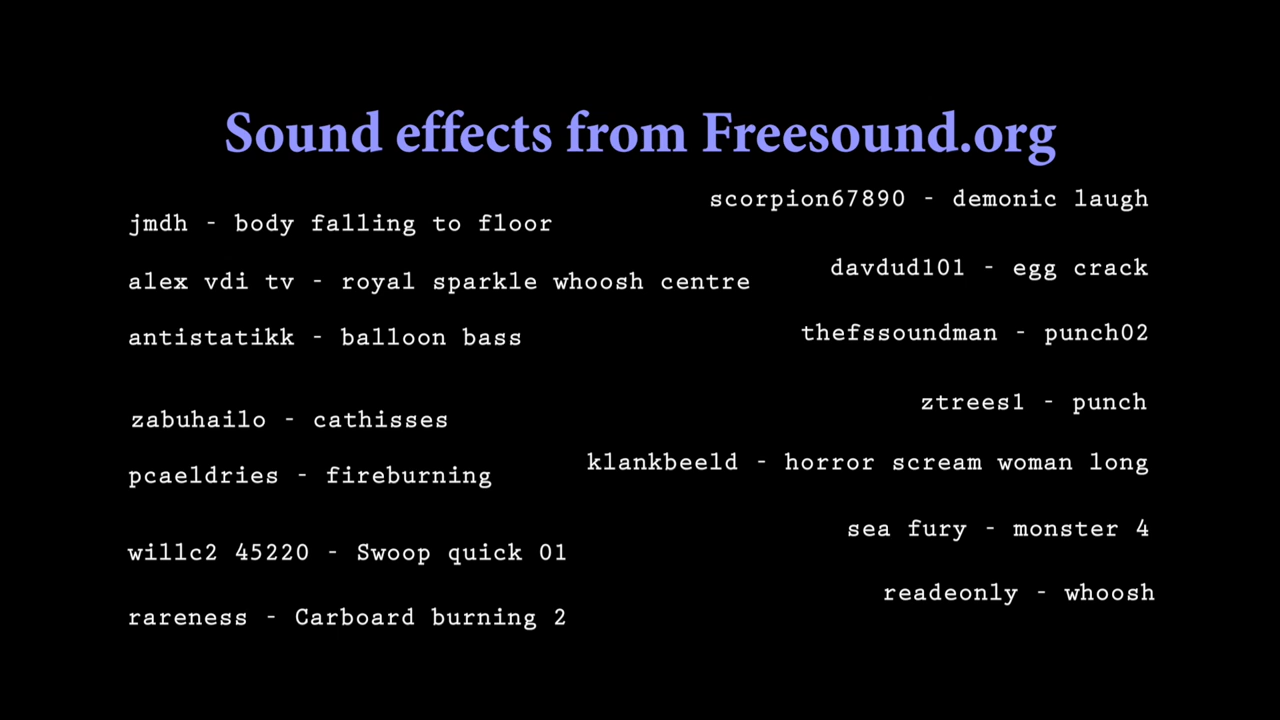 Sound effects from Freesound.org
jmdh - body falling to floor
alex vdi tv - royal sparkle whoosh centre
antistatikk - balloon bass
zabuhailo - cathisses
pcaeldries - fireburning
willc2 45220 - Swoop quick 01
rareness - Carboard burning 2
scorpion67890 - demonic laugh
davdud101 - egg crack
thefssoundman - punch02
ztrees1 - punch
klankbeeld - horror scream woman long
sea fury - monster 4
readeonly - whoosh